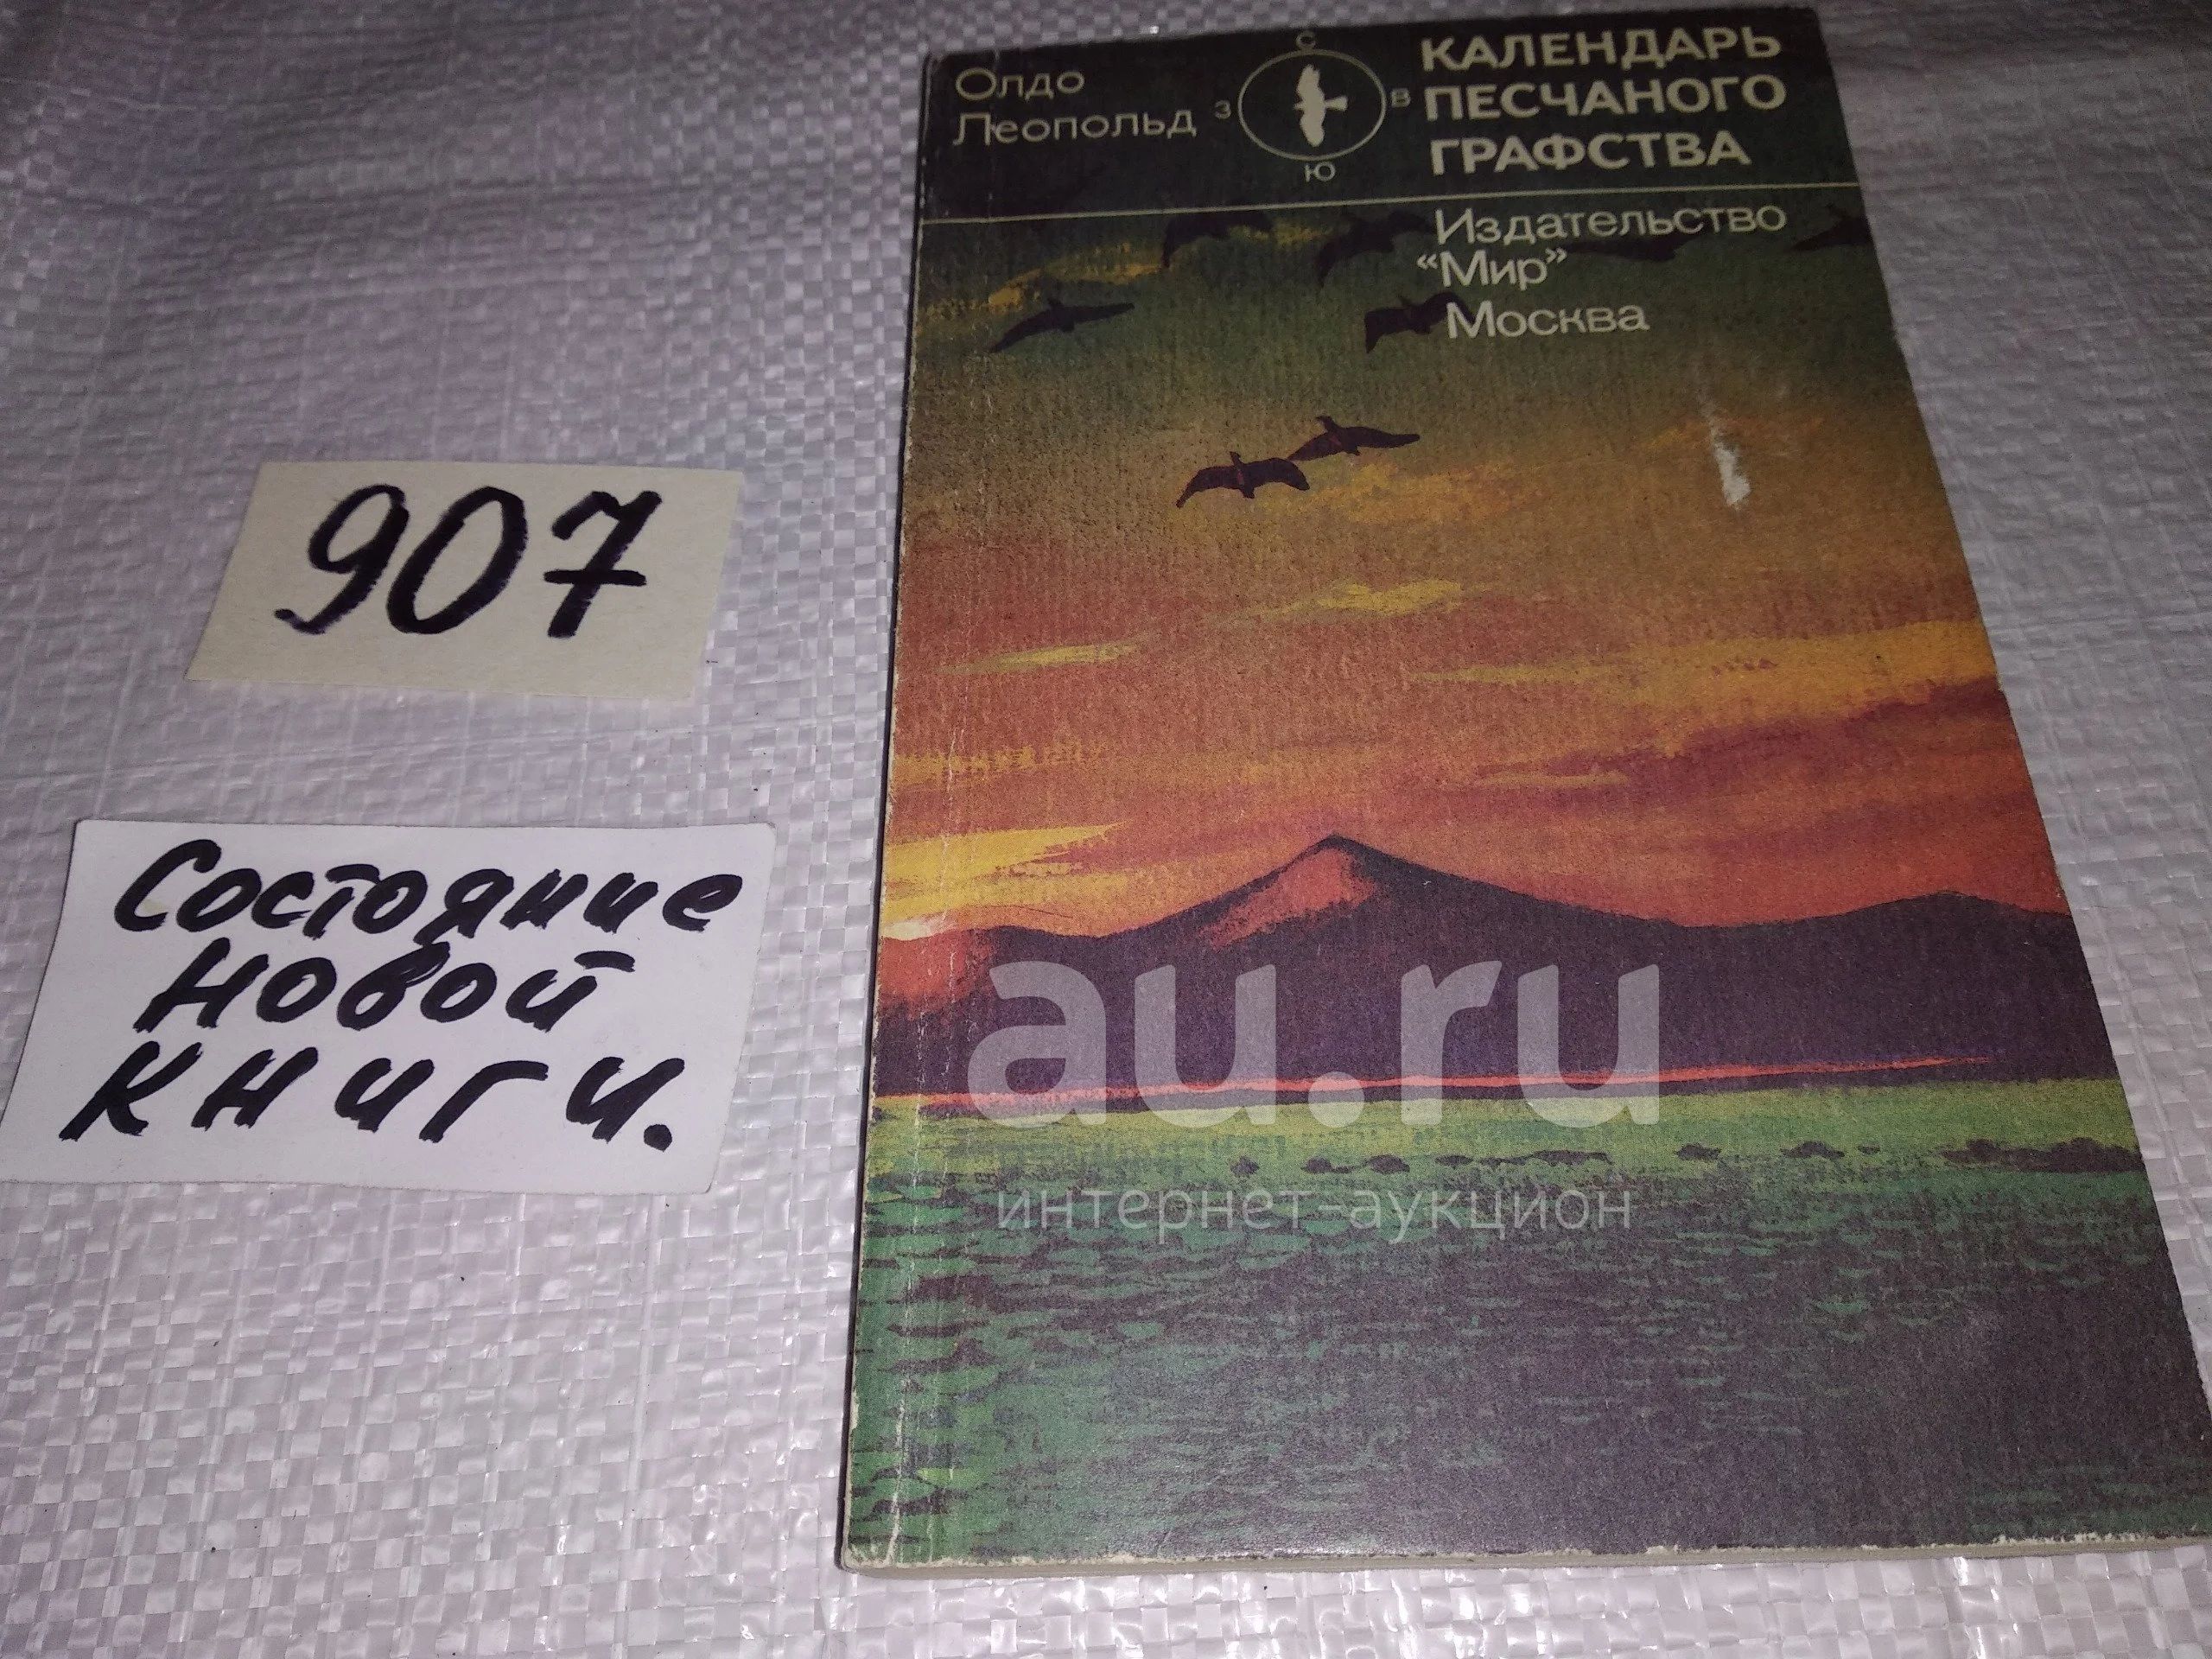 Олдо
Леопольд
С
З
В
Ю
КАЛЕНДАРЬ
ПЕСЧАНОГО
ГРАФСТВА
Издательство
“Мир”
Москва
907
Состояние
новой
книги.
au.ru
интернет-аукцион